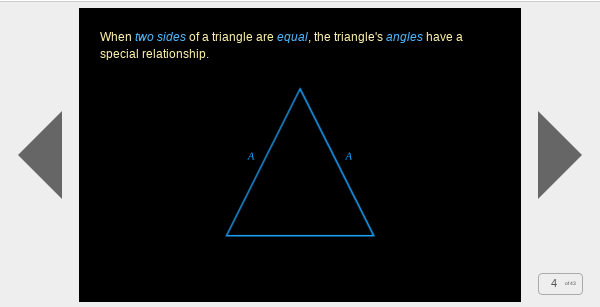 When two sides of a triangle are equal, the triangle's angles have a
special relationship.
A
A
4 of 43